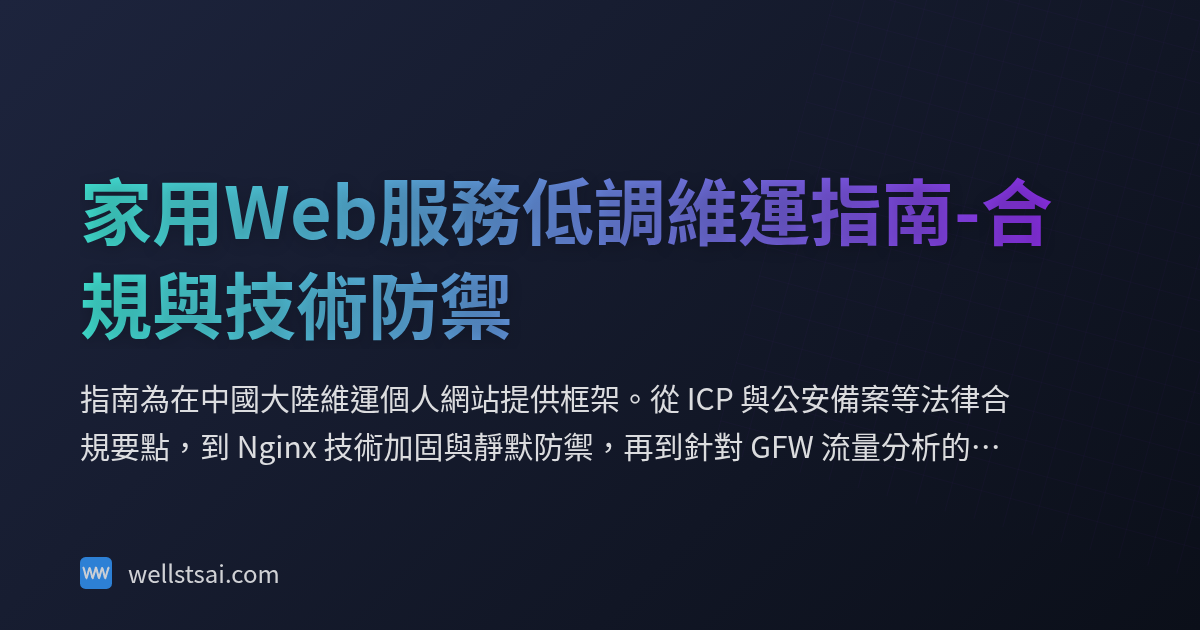 家用Web服務低調維運指南-合
規與技術防禦
指南為在中國大陸維運個人網站提供框架。從 ICP 與公安備案等法律合
規要點，到 Nginx 技術加固與靜默防禦，再到針對 GFW 流量分析的…
wellstsai.com